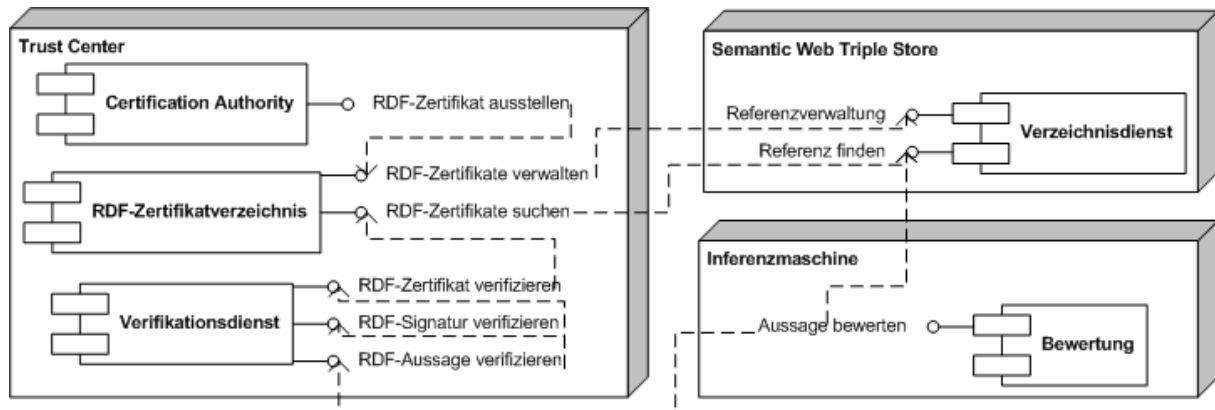 Trust Center
Certification Authority
RDF-Zertifikat ausstellen
RDF-Zertifikatverzeichnis
RDF-Zertifikate verwalten
RDF-Zertifikate suchen
Verifikationsdienst
RDF-Zertifikat verifizieren
RDF-Signatur verifizieren
RDF-Aussage verifizieren
Semantic Web Triple Store
Referenzverwaltung
Referenz finden
Verzeichnisdienst
Inferenzmaschine
Aussage bewerten
Bewertung